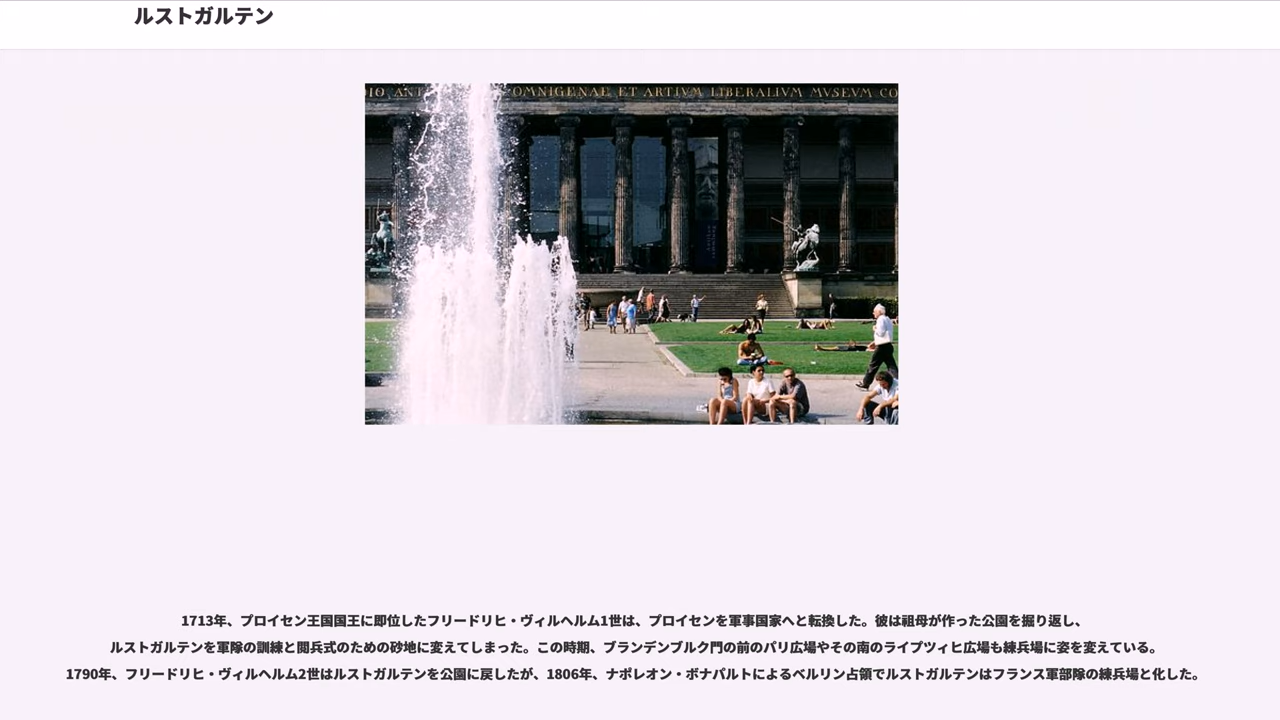 ルストガルテン
DIO ANT OMNIGENAE ET ARTIVM LIBERALIVM MVSEVM CO
1713年、プロイセン王国国王に即位したフリードリヒ・ヴィルヘルム1世は、プロイセンを軍事国家へと転換した。彼は祖母が作った公園を掘り返し、
ルストガルテンを軍隊の訓練と閲兵式のための砂地に変えてしまった。この時期、ブランデンブルク門の前のパリ広場やその南のライプツィヒ広場も練兵場に姿を変えている。
1790年、フリードリヒ・ヴィルヘルム2世はルストガルテンを公園に戻したが、1806年、ナポレオン・ボナパルトによるベルリン占領でルストガルテンはフランス軍部隊の練兵場と化した。